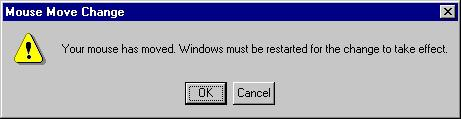 Mouse Move Change
Your mouse has moved. Windows must be restarted for the change to take effect.
OK
Cancel